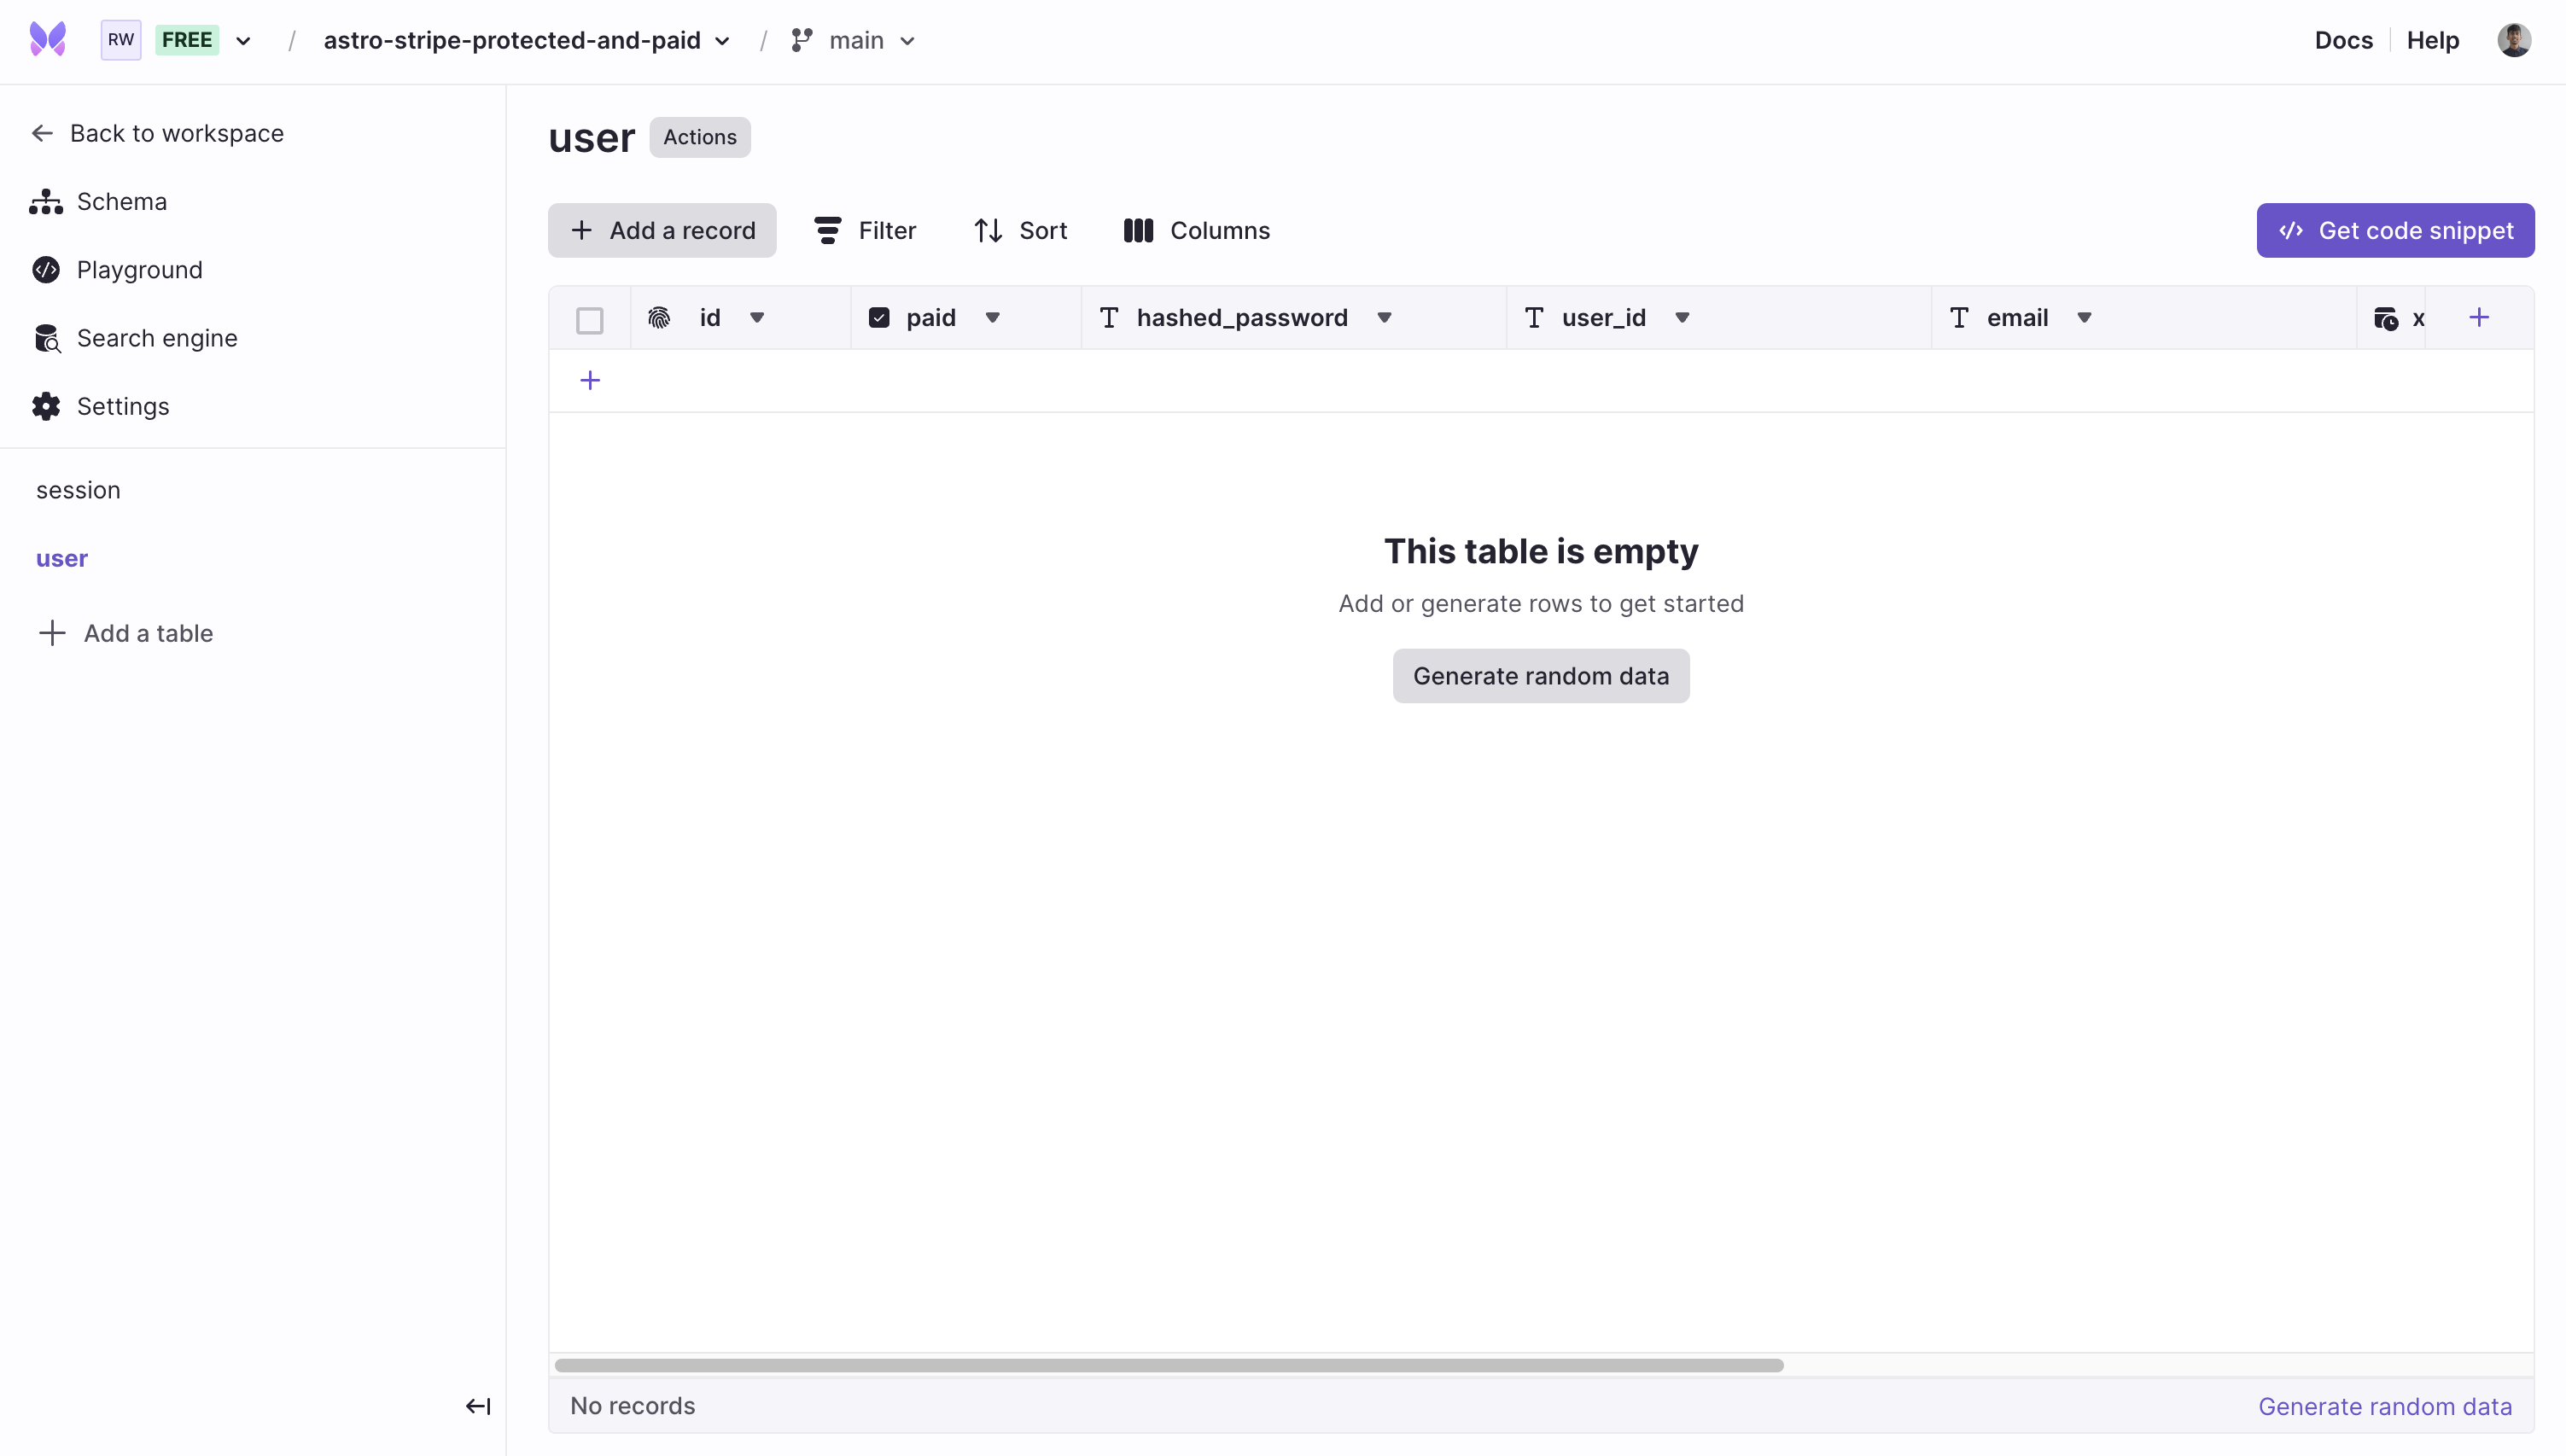 RW FREE / astro-stripe-protected-and-paid / main Docs Help
Back to workspace
Schema
Playground
Search engine
Settings
session
user
Add a table
user Actions
Add a record Filter Sort Columns Get code snippet
id paid hashed_password user_id email x
This table is empty
Add or generate rows to get started
Generate random data
No records Generate random data